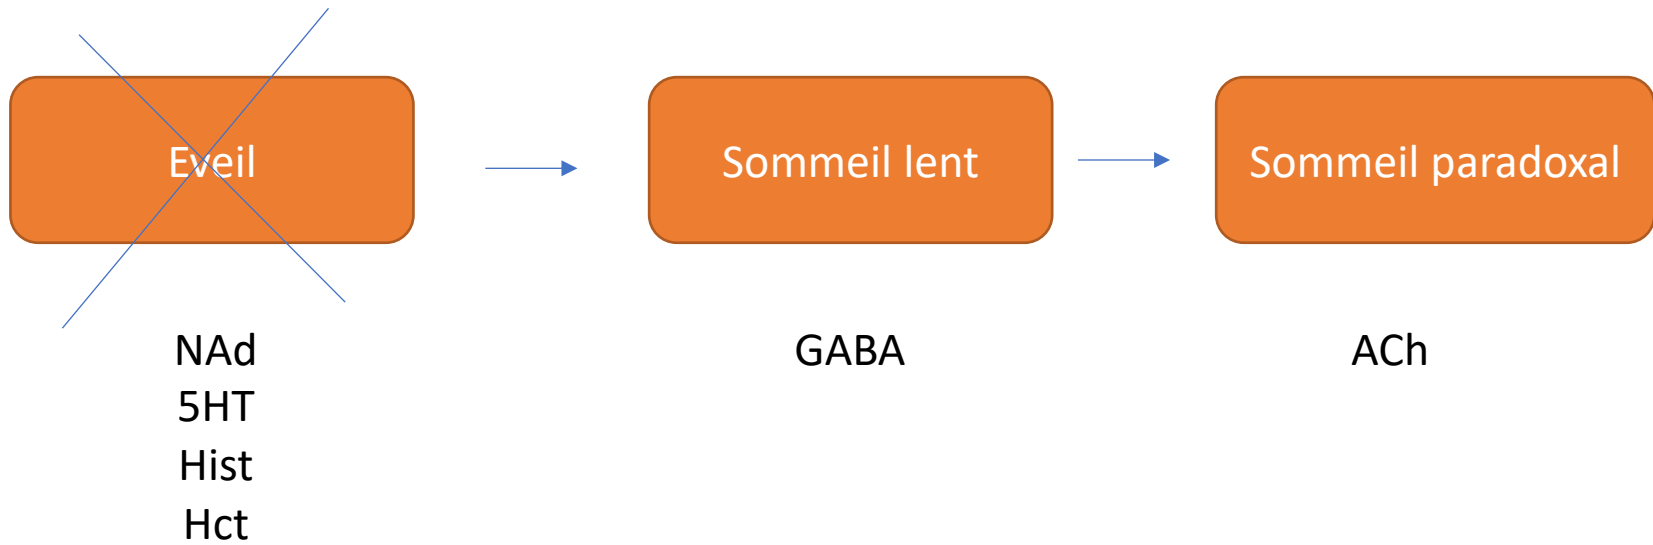 Eveil
Sommeil lent
Sommeil paradoxal
NAd
5HT
Hist
Hct
GABA
ACh